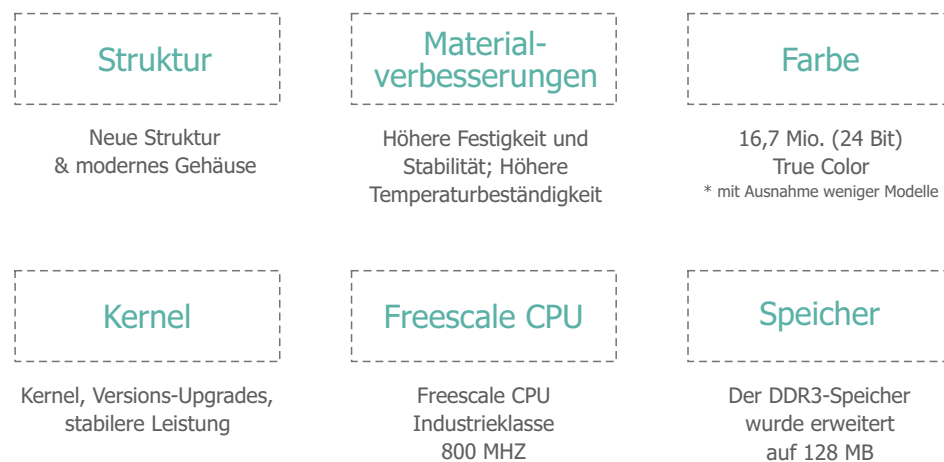 Struktur
Neue Struktur
& modernes Gehäuse
Material-
verbesserungen
Höhere Festigkeit und
Stabilität; Höhere
Temperaturbeständigkeit
Farbe
16,7 Mio. (24 Bit)
True Color
* mit Ausnahme weniger Modelle
Kernel
Kernel, Versions-Upgrades,
stabilere Leistung
Freescale CPU
Freescale CPU
Industrieklasse
800 MHZ
Speicher
Der DDR3-Speicher
wurde erweitert
auf 128 MB